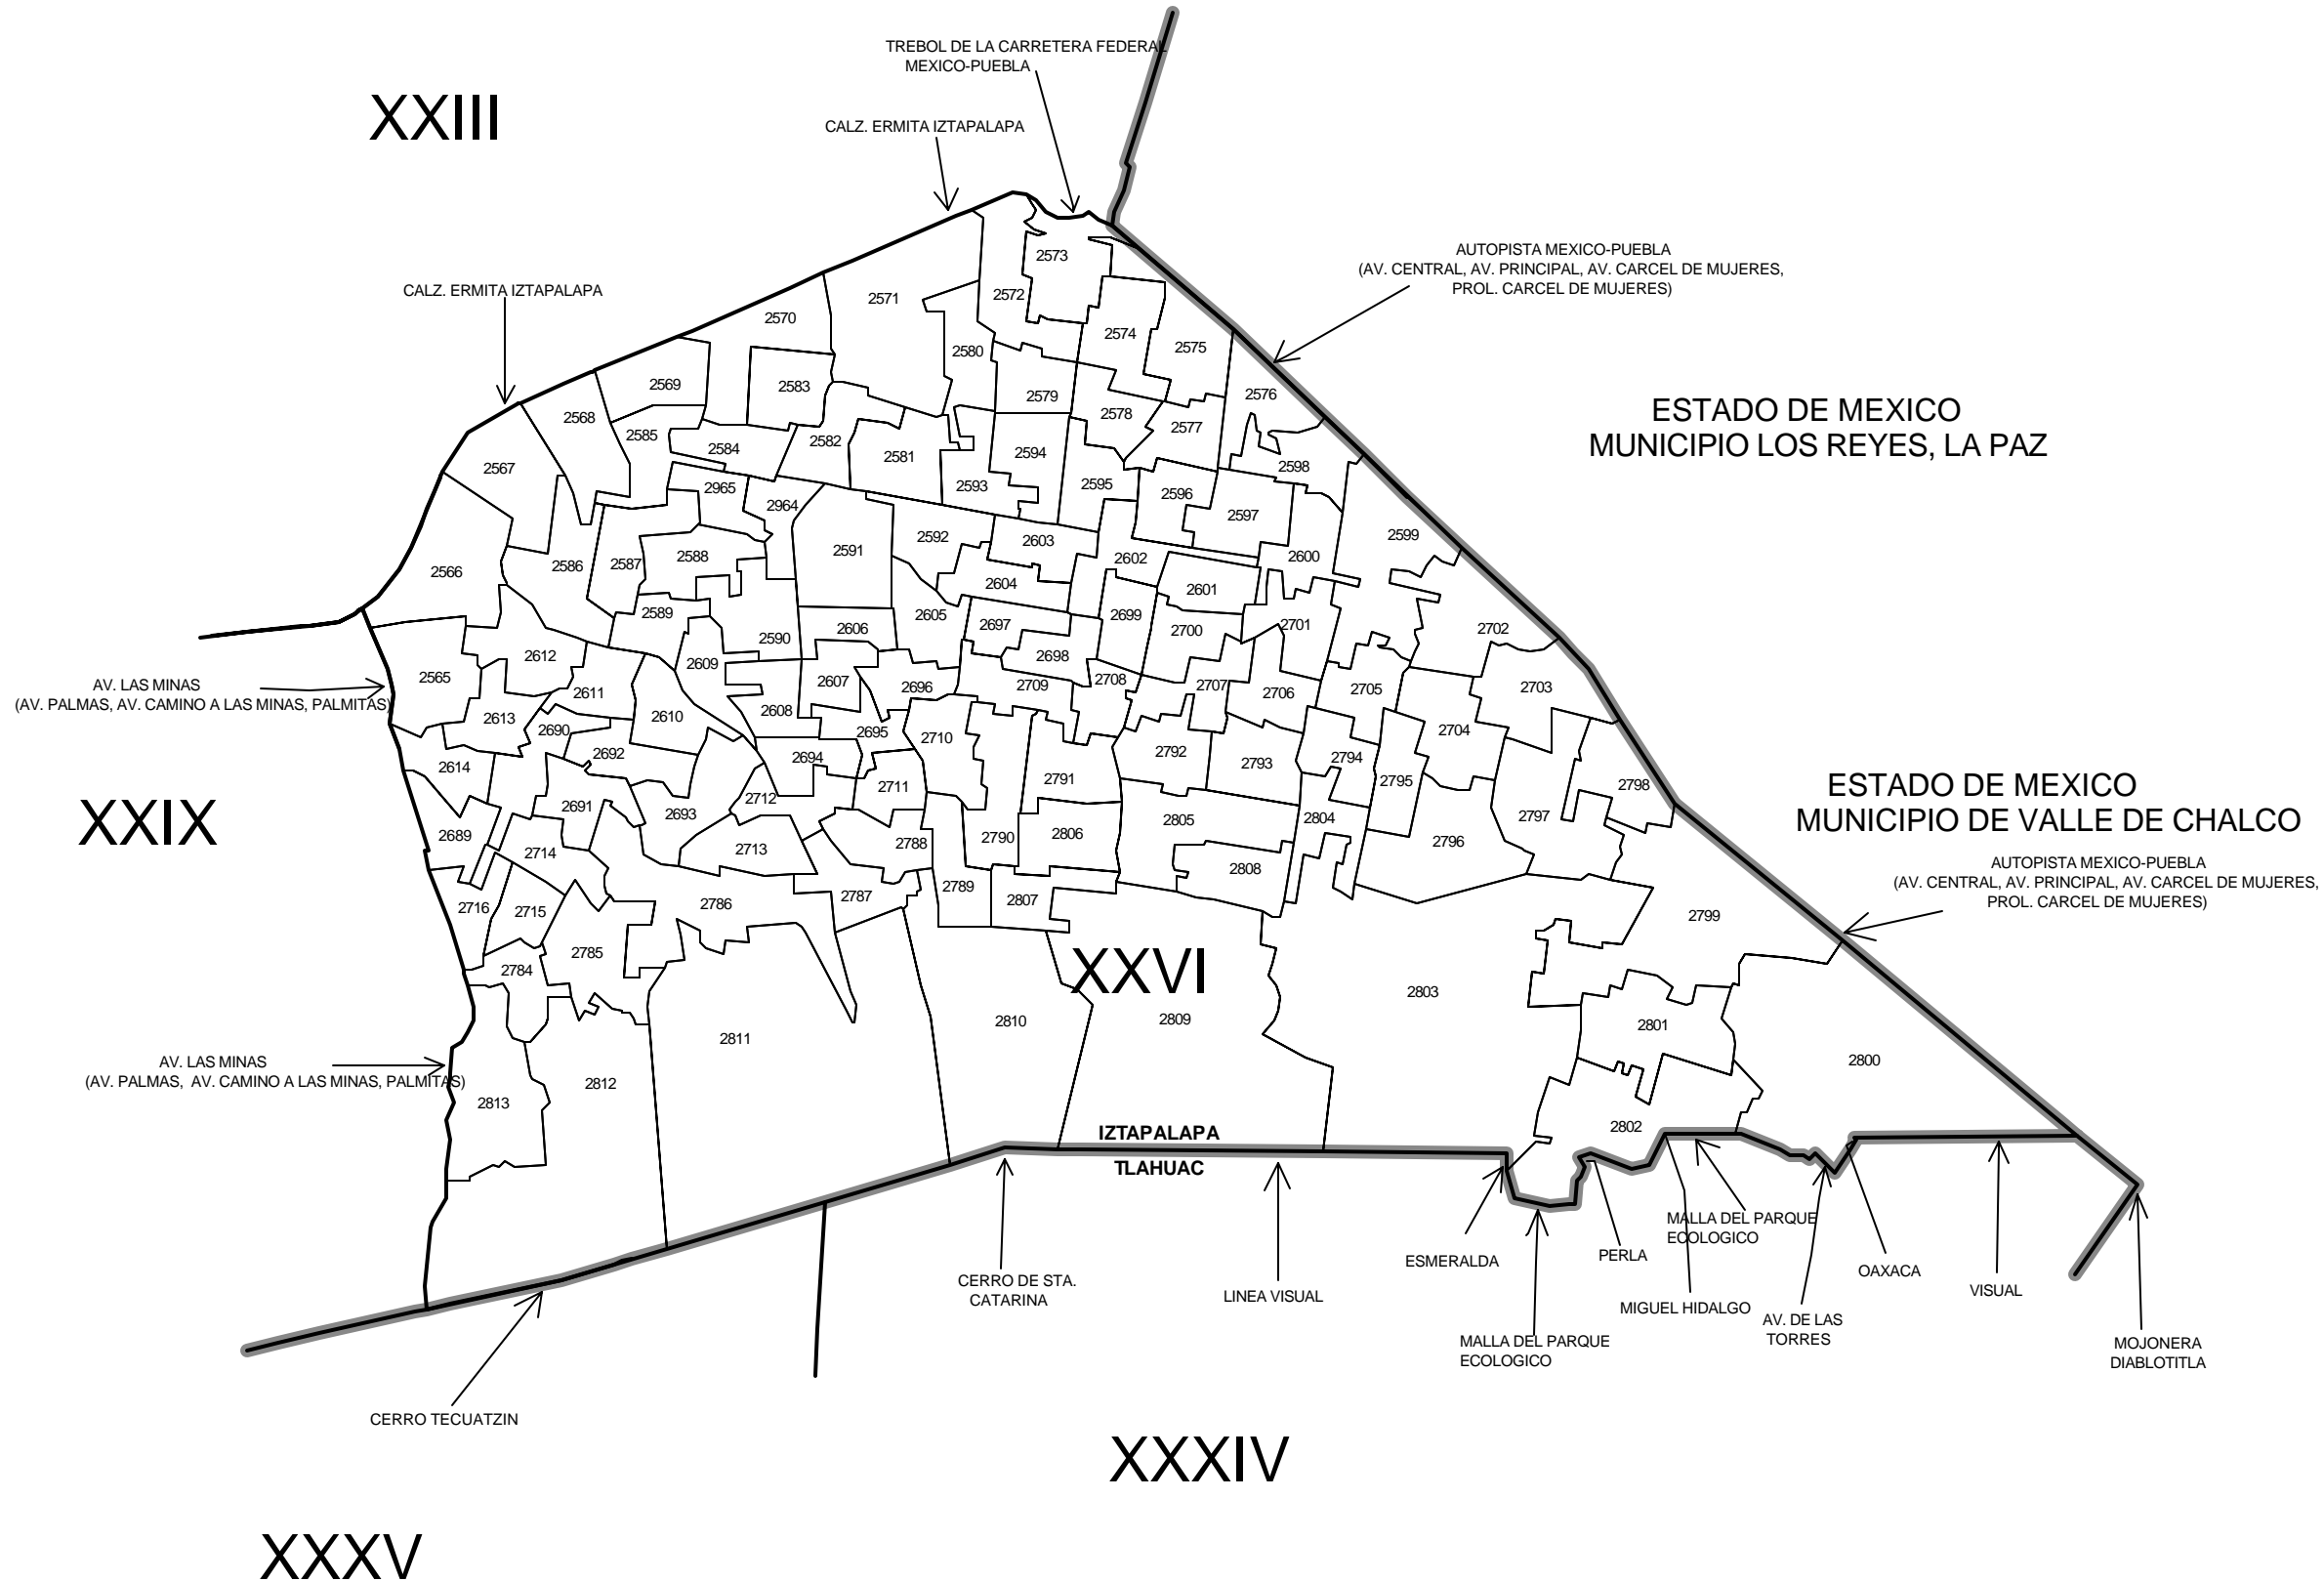 TREBOL DE LA CARRETERA FEDERAL
MEXICO-PUEBLA
XXIII
CALZ. ERMITA IZTAPALAPA
AUTOPISTA MEXICO-PUEBLA
(AV. CENTRAL, AV. PRINCIPAL, AV. CARCEL DE MUJERES,
PROL. CARCEL DE MUJERES)
CALZ. ERMITA IZTAPALAPA
2573
2572
2571
2570
2574
2575
2580
2583
2569
2579
2576
2568
2578
2577
2585
2582
2584
2581
2594
2567
2598
ESTADO DE MEXICO
MUNICIPIO LOS REYES, LA PAZ
2965
2593
2595
2596
2964
2597
2592
2599
2603
2591
2588
2602
2600
2587
2586
2566
2604
2601
2589
2605
2699
2697
2701
2606
2700
2702
2590
2612
2698
2609
2565
2607
2696
2709
2708
2707
2706
2705
2703
AV. LAS MINAS
(AV. PALMAS, AV. CAMINO A LAS MINAS, PALMITAS)
2611
2608
2610
2613
2690
2695
2710
2704
2692
2694
2792
2793
2794
2614
2791
2795
2711
2798
ESTADO DE MEXICO
MUNICIPIO DE VALLE DE CHALCO
2712
2691
2693
2797
XXIX
2689
2790
2806
2805
2804
2788
2796
2714
2713
2808
AUTOPISTA MEXICO-PUEBLA
(AV. CENTRAL, AV. PRINCIPAL, AV. CARCEL DE MUJERES,
PROL. CARCEL DE MUJERES)
2789
2787
2807
2786
2716
2715
2799
2785
2784
XXVI
2803
2810
2809
2801
2811
AV. LAS MINAS
(AV. PALMAS, AV. CAMINO A LAS MINAS, PALMITAS)
2800
2812
2813
2802
IZTAPALAPA
TLAHUAC
MALLA DEL PARQUE
ECOLOGICO
ESMERALDA
PERLA
OAXACA
CERRO DE STA.
CATARINA
LINEA VISUAL
VISUAL
MIGUEL HIDALGO
AV. DE LAS
TORRES
MALLA DEL PARQUE
ECOLOGICO
MOJONERA
DIABLOTITLA
CERRO TECUATZIN
XXXIV
XXXV